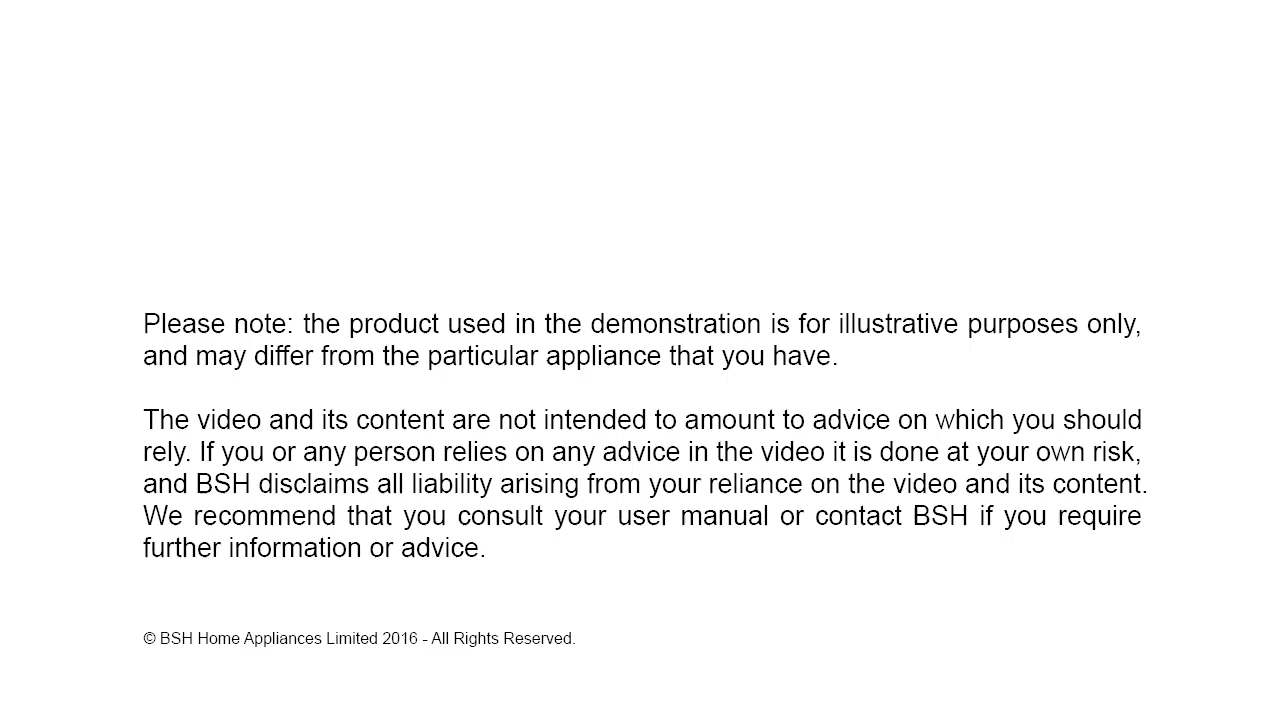 Please note: the product used in the demonstration is for illustrative purposes only,
and may differ from the particular appliance that you have.
The video and its content are not intended to amount to advice on which you should
rely. If you or any person relies on any advice in the video it is done at your own risk,
and BSH disclaims all liability arising from your reliance on the video and its content.
We recommend that you consult your user manual or contact BSH if you require
further information or advice.
© BSH Home Appliances Limited 2016 - All Rights Reserved.